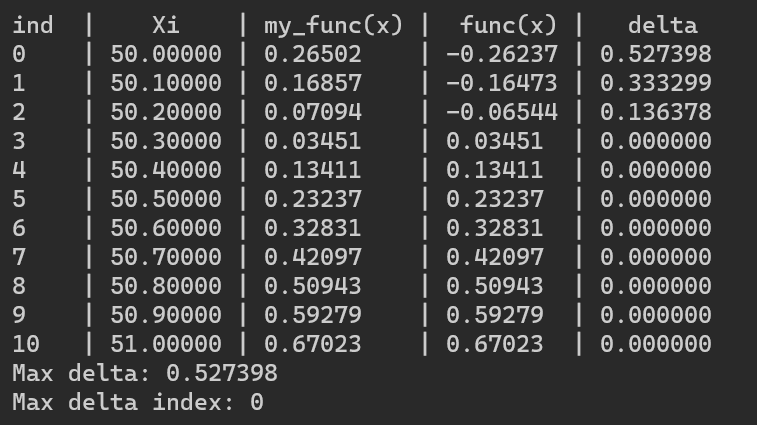 ind  |    Xi    | my_func(x) |  func(x) |   delta
0    | 50.00000 | 0.26502    | -0.26237 | 0.527398
1    | 50.10000 | 0.16857    | -0.16473 | 0.333299
2    | 50.20000 | 0.07094    | -0.06544 | 0.136378
3    | 50.30000 | 0.03451    | 0.03451  | 0.000000
4    | 50.40000 | 0.13411    | 0.13411  | 0.000000
5    | 50.50000 | 0.23237    | 0.23237  | 0.000000
6    | 50.60000 | 0.32831    | 0.32831  | 0.000000
7    | 50.70000 | 0.42097    | 0.42097  | 0.000000
8    | 50.80000 | 0.50943    | 0.50943  | 0.000000
9    | 50.90000 | 0.59279    | 0.59279  | 0.000000
10   | 51.00000 | 0.67023    | 0.67023  | 0.000000
Max delta: 0.527398
Max delta index: 0